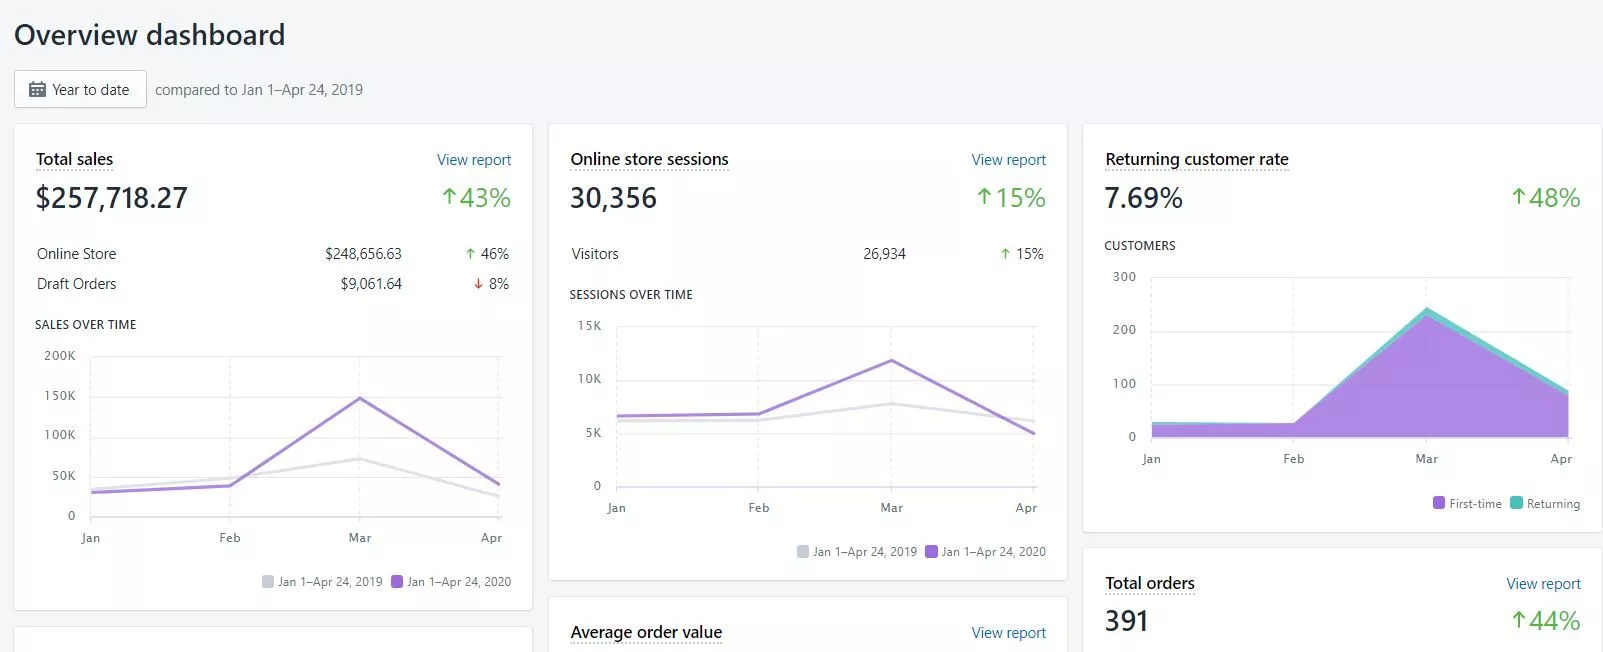 Overview dashboard
Year to date compared to Jan 1–Apr 24, 2019
Total sales View report
$257,718.27 ↑43%
Online Store $248,656.63 ↑ 46%
Draft Orders $9,061.64 ↓ 8%
SALES OVER TIME
200K
150K
100K
50K
0
Jan Feb Mar Apr
Jan 1–Apr 24, 2019 Jan 1–Apr 24, 2020
Online store sessions View report
30,356 ↑15%
Visitors 26,934 ↑ 15%
SESSIONS OVER TIME
15K
10K
5K
0
Jan Feb Mar Apr
Jan 1–Apr 24, 2019 Jan 1–Apr 24, 2020
Average order value View report
Returning customer rate
7.69% ↑48%
CUSTOMERS
300
200
100
0
Jan Feb Mar Apr
First-time Returning
Total orders View report
391 ↑44%